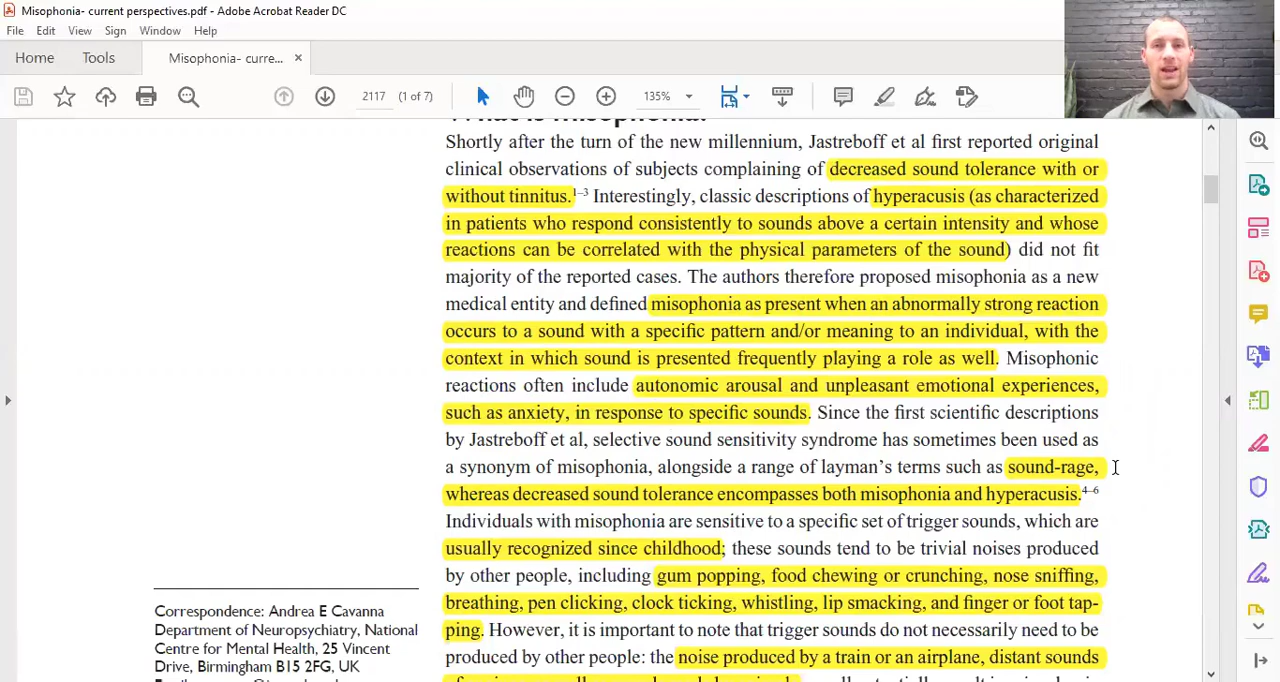 Misophonia- current perspectives.pdf - Adobe Acrobat Reader DC
File Edit View Sign Window Help
Home Tools Misophonia- curre... ×
2117 (1 of 7) 135%
What is misophonia?
Shortly after the turn of the new millennium, Jastreboff et al first reported original
clinical observations of subjects complaining of decreased sound tolerance with or
without tinnitus.1–3 Interestingly, classic descriptions of hyperacusis (as characterized
in patients who respond consistently to sounds above a certain intensity and whose
reactions can be correlated with the physical parameters of the sound) did not fit
majority of the reported cases. The authors therefore proposed misophonia as a new
medical entity and defined misophonia as present when an abnormally strong reaction
occurs to a sound with a specific pattern and/or meaning to an individual, with the
context in which sound is presented frequently playing a role as well. Misophonic
reactions often include autonomic arousal and unpleasant emotional experiences,
such as anxiety, in response to specific sounds. Since the first scientific descriptions
by Jastreboff et al, selective sound sensitivity syndrome has sometimes been used as
a synonym of misophonia, alongside a range of layman’s terms such as sound-rage,
whereas decreased sound tolerance encompasses both misophonia and hyperacusis.4–6
Individuals with misophonia are sensitive to a specific set of trigger sounds, which are
usually recognized since childhood; these sounds tend to be trivial noises produced
by other people, including gum popping, food chewing or crunching, nose sniffing,
breathing, pen clicking, clock ticking, whistling, lip smacking, and finger or foot tap-
ping. However, it is important to note that trigger sounds do not necessarily need to be
produced by other people: the noise produced by a train or an airplane, distant sounds
Correspondence: Andrea E Cavanna
Department of Neuropsychiatry, National
Centre for Mental Health, 25 Vincent
Drive, Birmingham B15 2FG, UK